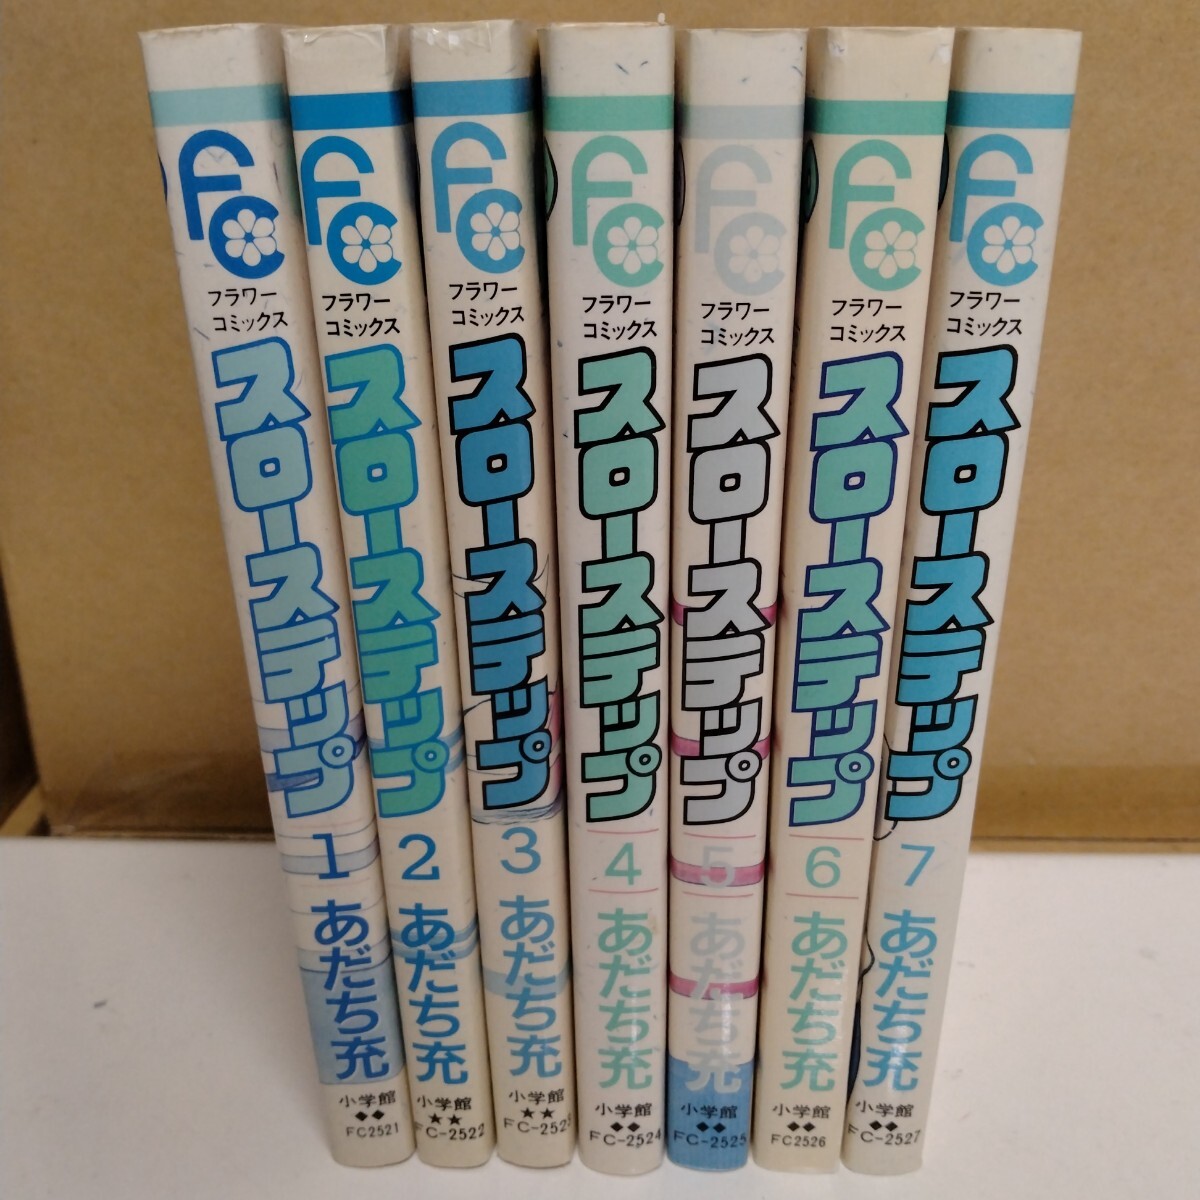 FC
フラワー
コミックス
スローステップ
1
あだち充
小学館
◆◆
FC2521
FC
フラワー
コミックス
スローステップ
2
あだち充
小学館
★★
FC-2522
FC
フラワー
コミックス
スローステップ
3
あだち充
小学館
★★
FC-2523
FC
フラワー
コミックス
スローステップ
4
あだち充
小学館
◆◆
FC-2524
FC
フラワー
コミックス
スローステップ
5
あだち充
小学館
◆◆
FC-2525
FC
フラワー
コミックス
スローステップ
6
あだち充
小学館
◆◆
FC2526
FC
フラワー
コミックス
スローステップ
7
あだち充
小学館
◆◆
FC-2527